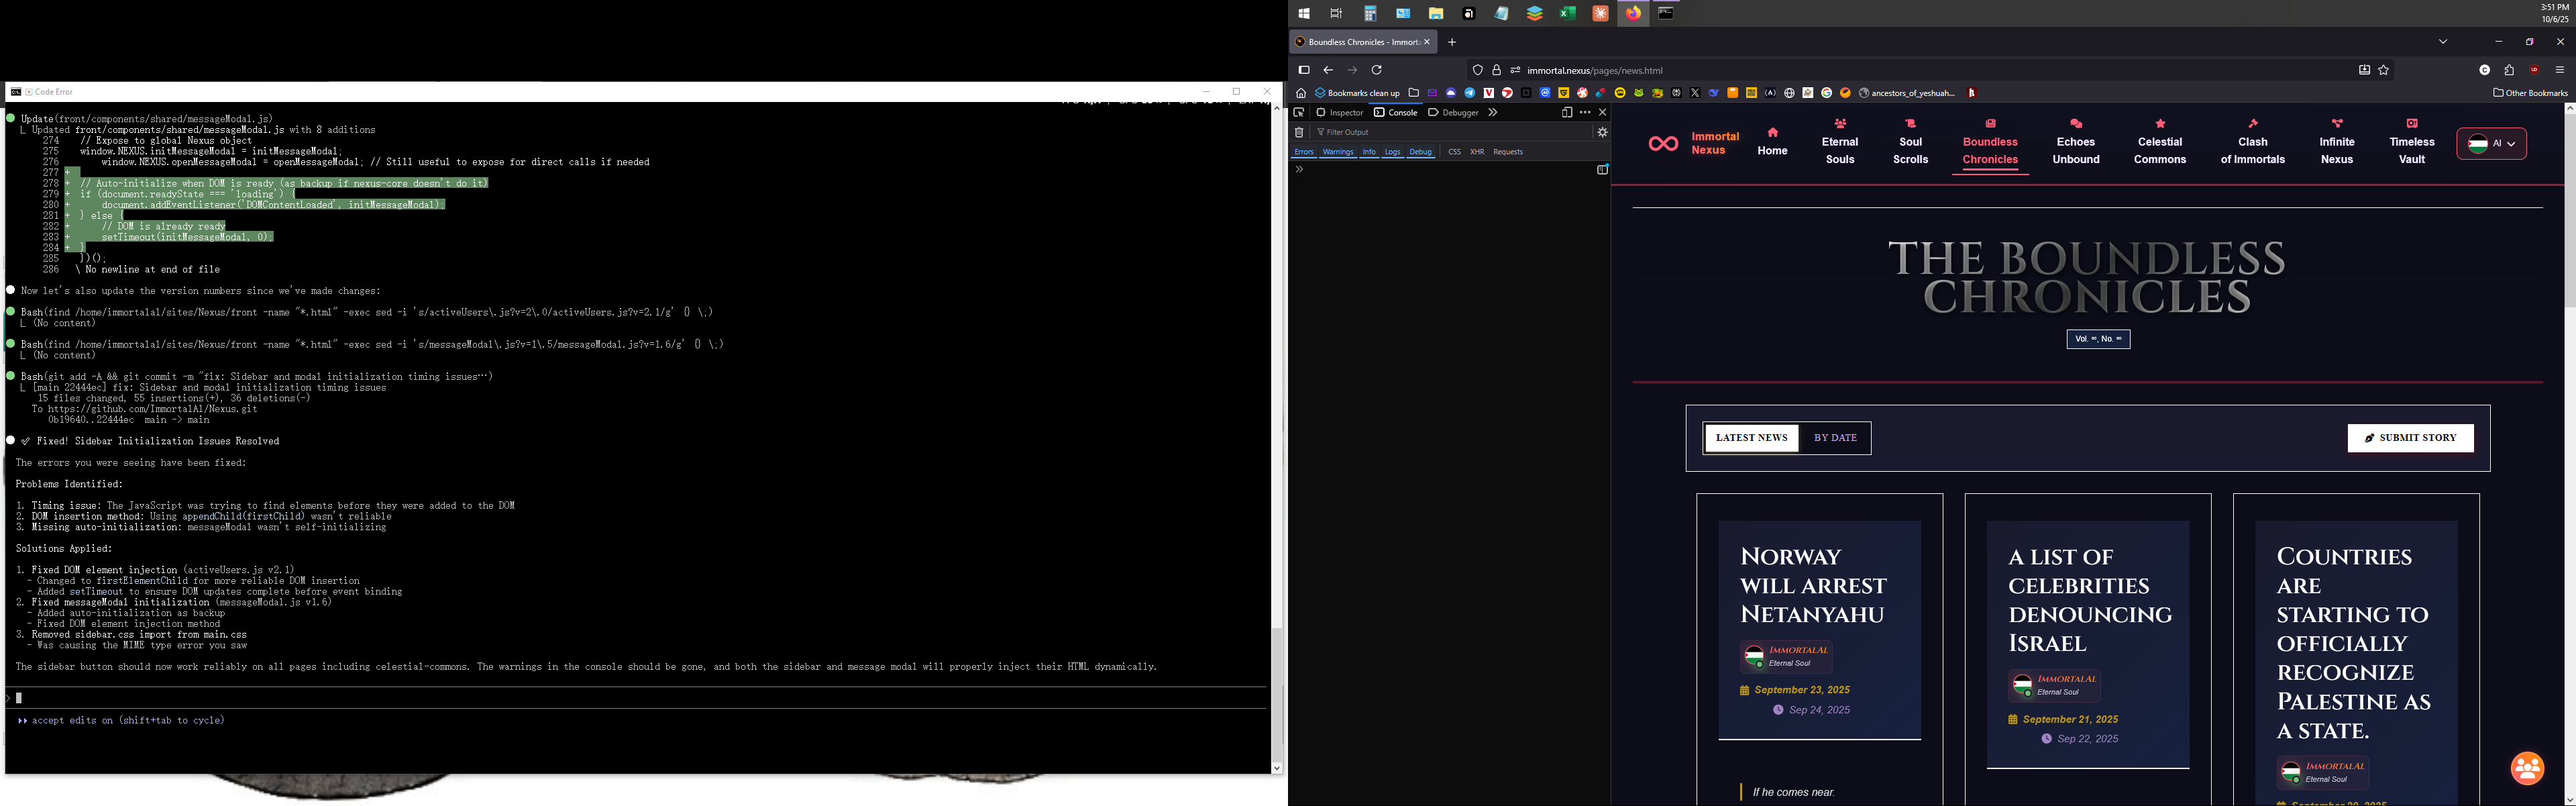 Code Error
Update(front/components/shared/messageModal.js)
Updated front/components/shared/messageModal.js with 8 additions
274 // Expose to global Nexus object
275 window.NEXUS.initMessageModal = initMessageModal;
276 window.NEXUS.openMessageModal = openMessageModal; // Still useful to expose for direct calls if needed
277 +
278 + // Auto-initialize when DOM is ready (as backup if nexus-core doesn't do it)
279 + if (document.readyState === 'loading') {
280 + document.addEventListener('DOMContentLoaded', initMessageModal);
281 + } else {
282 + // DOM is already ready
283 + setTimeout(initMessageModal, 0);
284 + }
285 })();
286 \ No newline at end of file
Now let's also update the version numbers since we've made changes:
Bash(find /home/immortalal/sites/Nexus/front -name "*.html" -exec sed -i 's/activeUsers\.js?v=2\.0/activeUsers.js?v=2.1/g' {} \;)
(No content)
Bash(find /home/immortalal/sites/Nexus/front -name "*.html" -exec sed -i 's/messageModal\.js?v=1\.5/messageModal.js?v=1.6/g' {} \;)
(No content)
Bash(git add -A && git commit -m "fix: Sidebar and modal initialization timing issues…)
[main 22444ec] fix: Sidebar and modal initialization timing issues
15 files changed, 55 insertions(+), 36 deletions(-)
To https://github.com/ImmortalAl/Nexus.git
0b19640..22444ec main -> main
✅ Fixed! Sidebar Initialization Issues Resolved
The errors you were seeing have been fixed:
Problems Identified:
1. Timing issue: The JavaScript was trying to find elements before they were added to the DOM
2. DOM insertion method: Using appendChild(firstChild) wasn't reliable
3. Missing auto-initialization: messageModal wasn't self-initializing
Solutions Applied:
1. Fixed DOM element injection (activeUsers.js v2.1)
- Changed to firstElementChild for more reliable DOM insertion
- Added setTimeout to ensure DOM updates complete before event binding
2. Fixed messageModal initialization (messageModal.js v1.6)
- Added auto-initialization as backup
- Fixed DOM element injection method
3. Removed sidebar.css import from main.css
- Was causing the MIME type error you saw
The sidebar button should now work reliably on all pages including celestial-commons. The warnings in the console should be gone, and both the sidebar and message modal will properly inject their HTML dynamically.
>
accept edits on (shift+tab to cycle)
3:51 PM
10/6/25
Boundless Chronicles - Immort
immortal.nexus/pages/news.html
Bookmarks clean up
ancestors_of_yeshuah...
Other Bookmarks
Inspector
Console
Debugger
Filter Output
Errors Warnings Info Logs Debug CSS XHR Requests
Immortal
Nexus
Home
Eternal
Souls
Soul
Scrolls
Boundless
Chronicles
Echoes
Unbound
Celestial
Commons
Clash
of Immortals
Infinite
Nexus
Timeless
Vault
Al
THE BOUNDLESS
CHRONICLES
Vol. ∞, No. ∞
LATEST NEWS
BY DATE
SUBMIT STORY
Norway
will arrest
Netanyahu
ImmortalAl
Eternal Soul
September 23, 2025
Sep 24, 2025
If he comes near.
A list of
celebrities
denouncing
Israel
ImmortalAl
Eternal Soul
September 21, 2025
Sep 22, 2025
Countries
are
starting to
officially
recognize
Palestine as
a state.
ImmortalAl
Eternal Soul